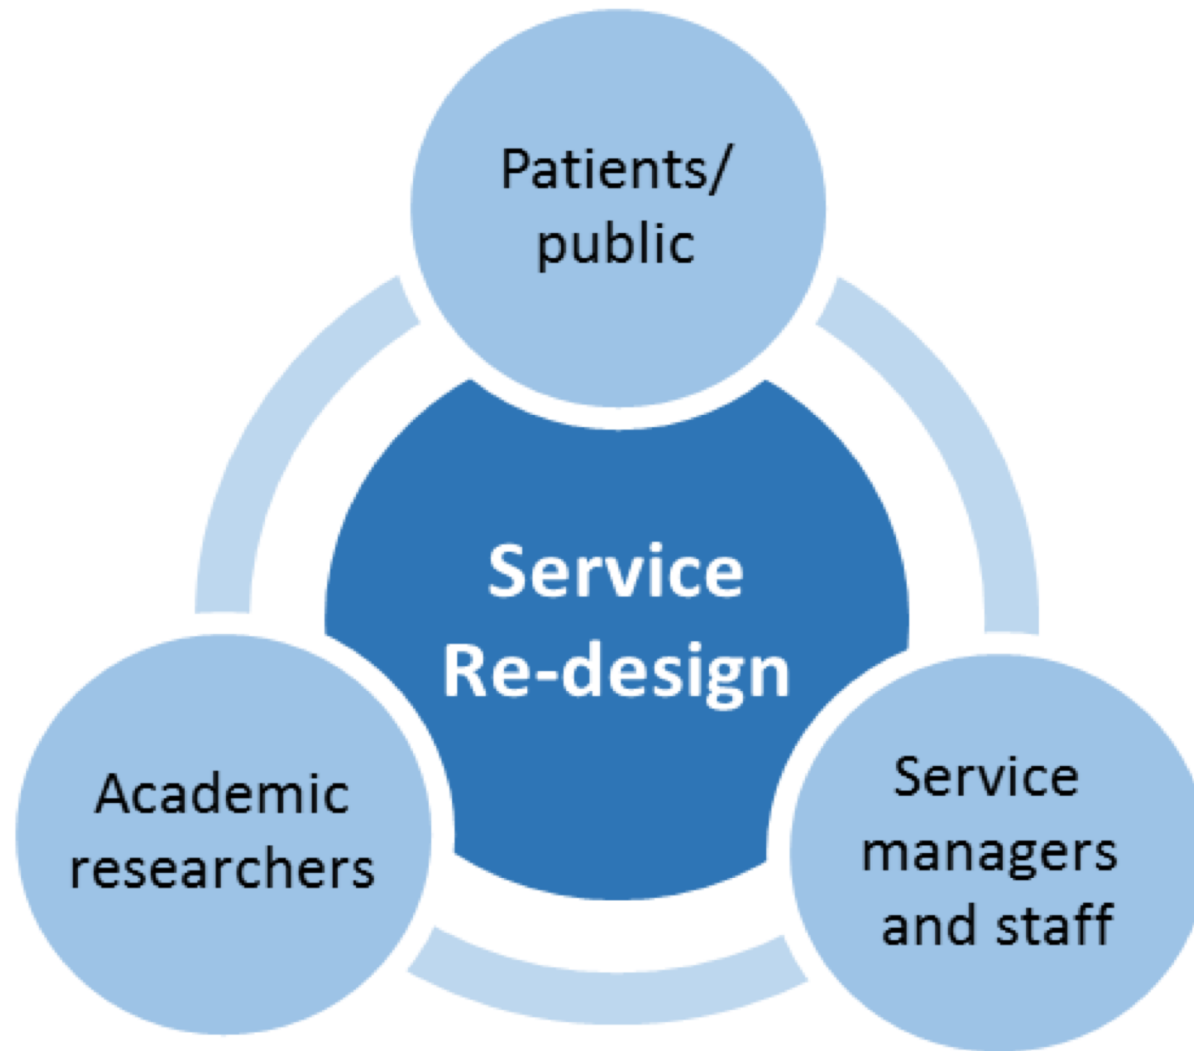 Patients/
public
Service
Re-design
Academic
researchers
Service
managers
and staff